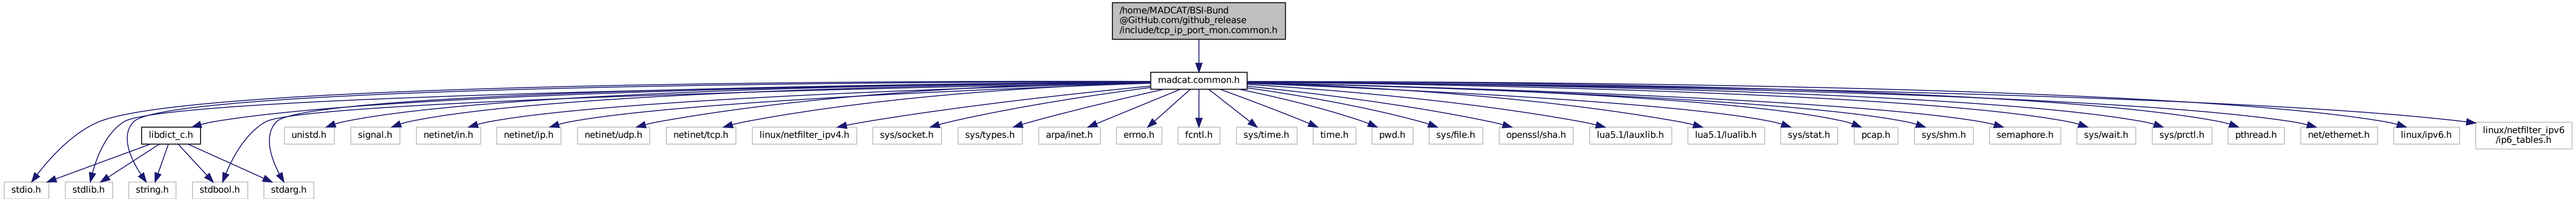 /home/MADCAT/BSI-Bund
@GitHub.com/github_release
/include/tcp_ip_port_mon.common.h
madcat.common.h
libdict_c.h
unistd.h
signal.h
netinet/in.h
netinet/ip.h
netinet/udp.h
netinet/tcp.h
linux/netfilter_ipv4.h
sys/socket.h
sys/types.h
arpa/inet.h
errno.h
fcntl.h
sys/time.h
time.h
pwd.h
sys/file.h
openssl/sha.h
lua5.1/lauxlib.h
lua5.1/lualib.h
sys/stat.h
pcap.h
sys/shm.h
semaphore.h
sys/wait.h
sys/prctl.h
pthread.h
net/ethernet.h
linux/ipv6.h
linux/netfilter_ipv6
/ip6_tables.h
stdio.h
stdlib.h
string.h
stdbool.h
stdarg.h